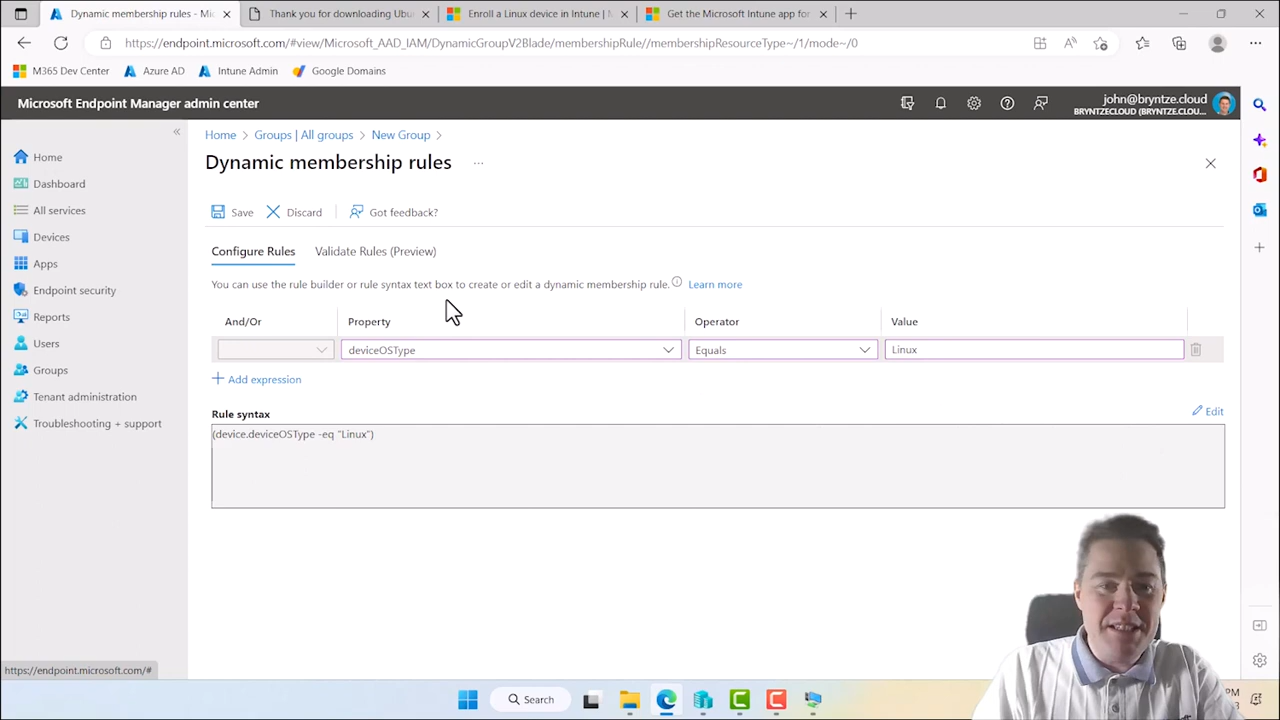 Dynamic membership rules - Mic
Thank you for downloading Ubu
Enroll a Linux device in Intune | M
Get the Microsoft Intune app for
https://endpoint.microsoft.com/#view/Microsoft_AAD_IAM/DynamicGroupV2Blade/membershipRule//membershipResourceType~/1/mode~/0
M365 Dev Center
Azure AD
Intune Admin
Google Domains
Microsoft Endpoint Manager admin center
john@bryntze.cloud
BRYNTZECLOUD (BRYNTZE.CLOU...
Home > Groups | All groups > New Group >
Dynamic membership rules ...
Home
Dashboard
All services
Devices
Apps
Endpoint security
Reports
Users
Groups
Tenant administration
Troubleshooting + support
Save
Discard
Got feedback?
Configure Rules
Validate Rules (Preview)
You can use the rule builder or rule syntax text box to create or edit a dynamic membership rule. Learn more
And/Or Property Operator Value
deviceOSType Equals Linux
+ Add expression
Rule syntax
Edit
(device.deviceOSType -eq "Linux")
https://endpoint.microsoft.com/#
Search